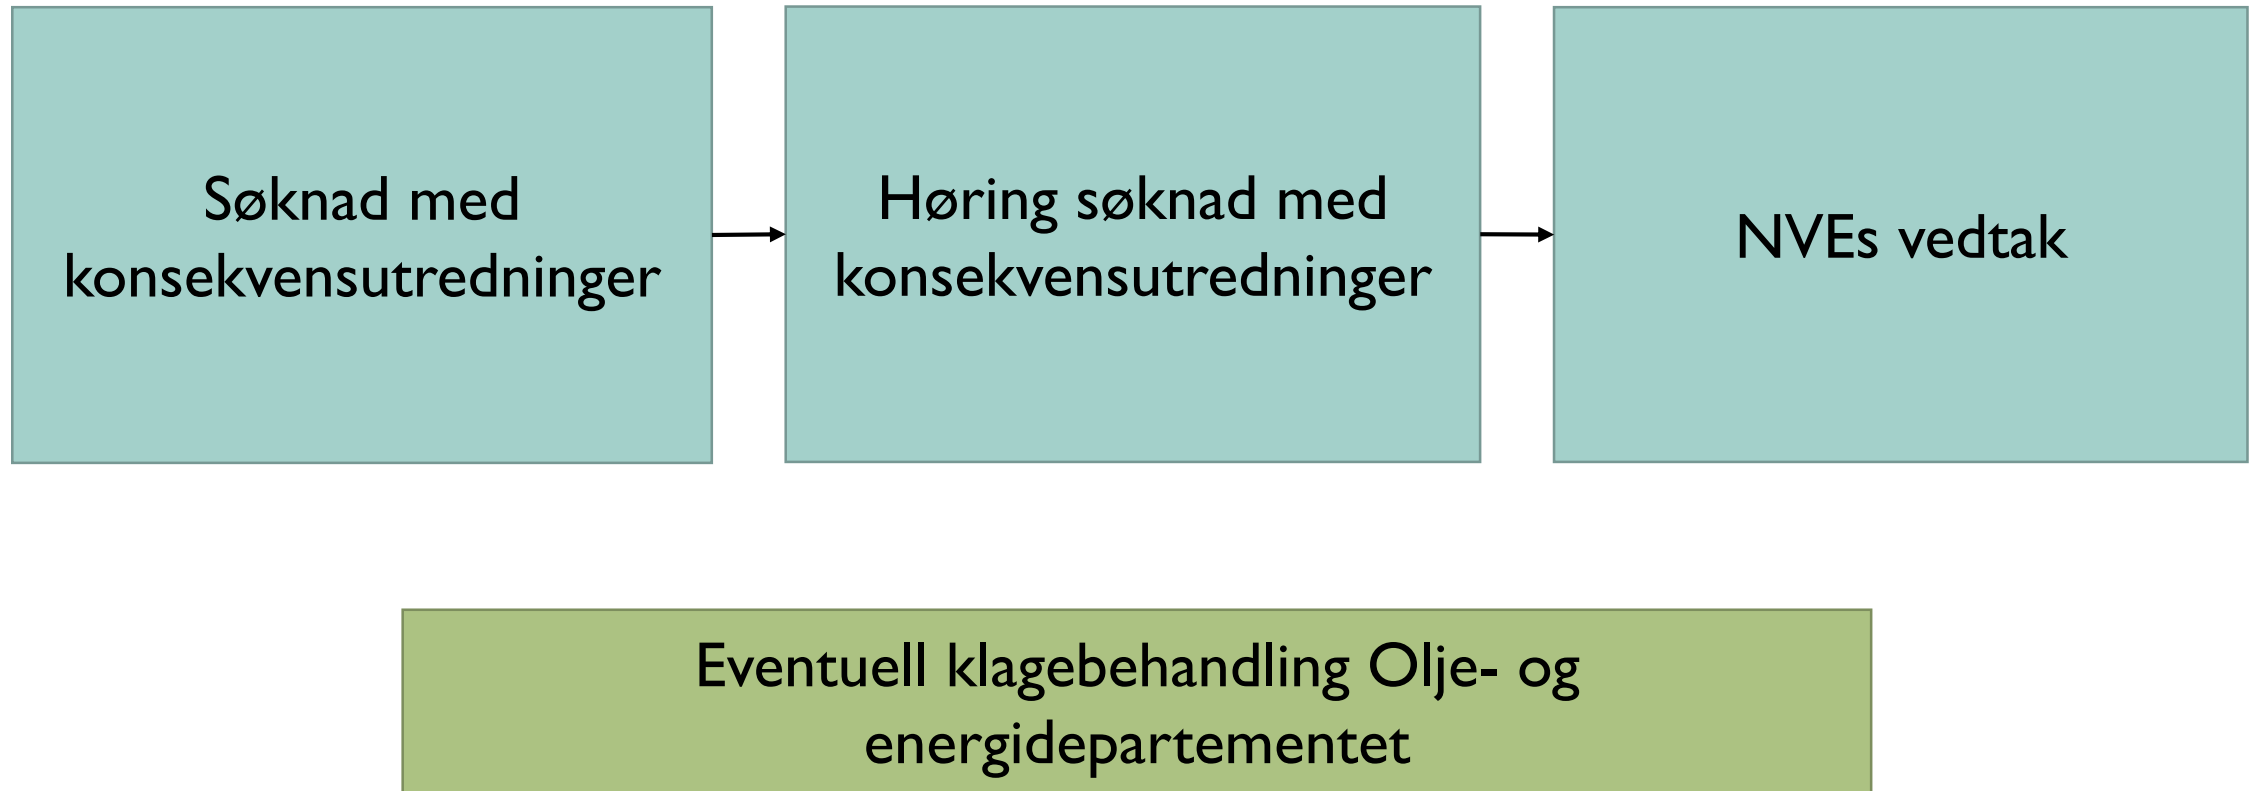 Søknad med
konsekvensutredninger
Høring søknad med
konsekvensutredninger
NVEs vedtak
Eventuell klagebehandling Olje- og
energidepartementet